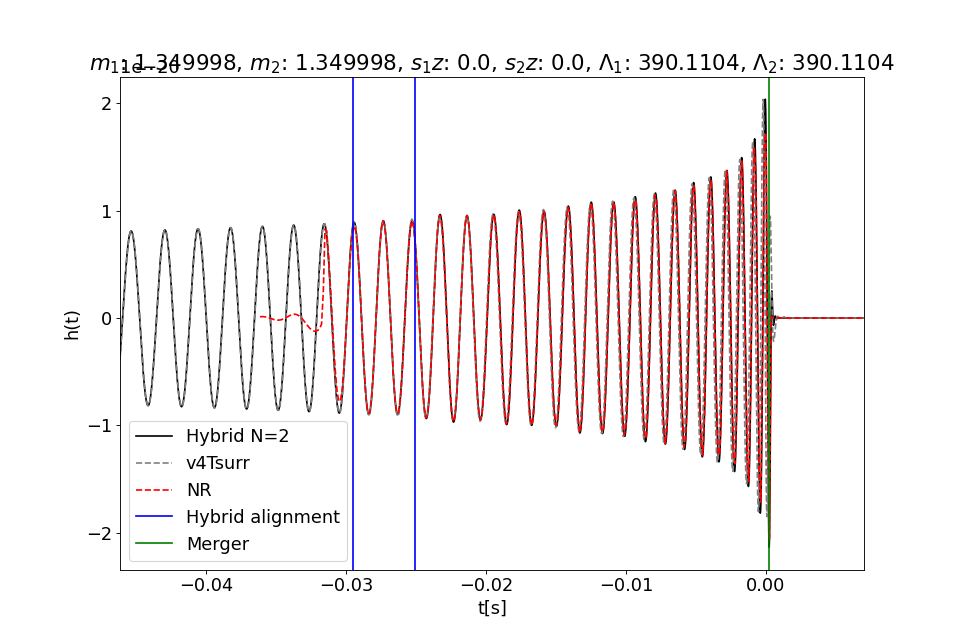 m₁: 1.349998, m₂: 1.349998, s₁z: 0.0, s₂z: 0.0, Λ₁: 390.1104, Λ₂: 390.1104
1e−20
2
1
0
−1
−2
h(t)
Hybrid N=2
v4Tsurr
NR
Hybrid alignment
Merger
−0.04
−0.03
−0.02
−0.01
0.00
t[s]